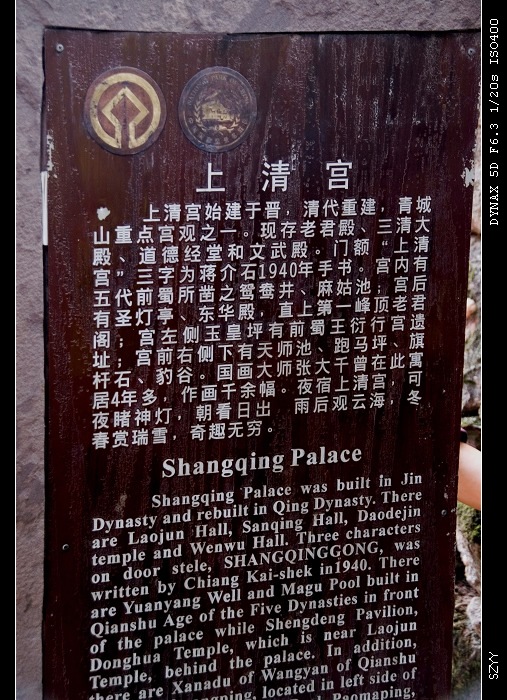 上清宫
上清宫始建于晋，清代重建，青城
山重点宫观之一。现存老君殿、三清大
殿、道德经堂和文武殿。门额“上清
宫”三字为蒋介石1940年手书。宫内有
五代前蜀所凿之鸳鸯井、麻姑池；宫后
有圣灯亭、东华殿，直上第一峰顶老君
阁；宫左侧玉皇坪有前蜀王衍行宫遗
址；宫前右侧下有天师池、跑马坪、旗
杆石、豹谷。国画大师张大千曾在此寓
居4年多，作画千余幅。夜宿上清宫，可
夜睹神灯，朝看日出 雨后观云海，冬
春赏瑞雪，奇趣无穷。
Shangqing Palace
Shangqing Palace was built in Jin
Dynasty and rebuilt in Qing Dynasty. There
are Laojun Hall, Sanqing Hall, Daodejin
temple and Wenwu Hall. Three characters
on door stele, SHANGQINGGONG, was
written by Chiang Kai-shek in1940. There
are Yuanyang Well and Magu Pool built in
Qianshu Age of the Five Dynasties in front
of the palace while Shengdeng Pavilion,
Donghua Temple, which is near Laojun
Temple, behind the palace. In addition,
there are Xanadu of Wangyan of Qianshu
located in left side of
DYNAX 5D F6.3 1/20s ISO400
SZYY